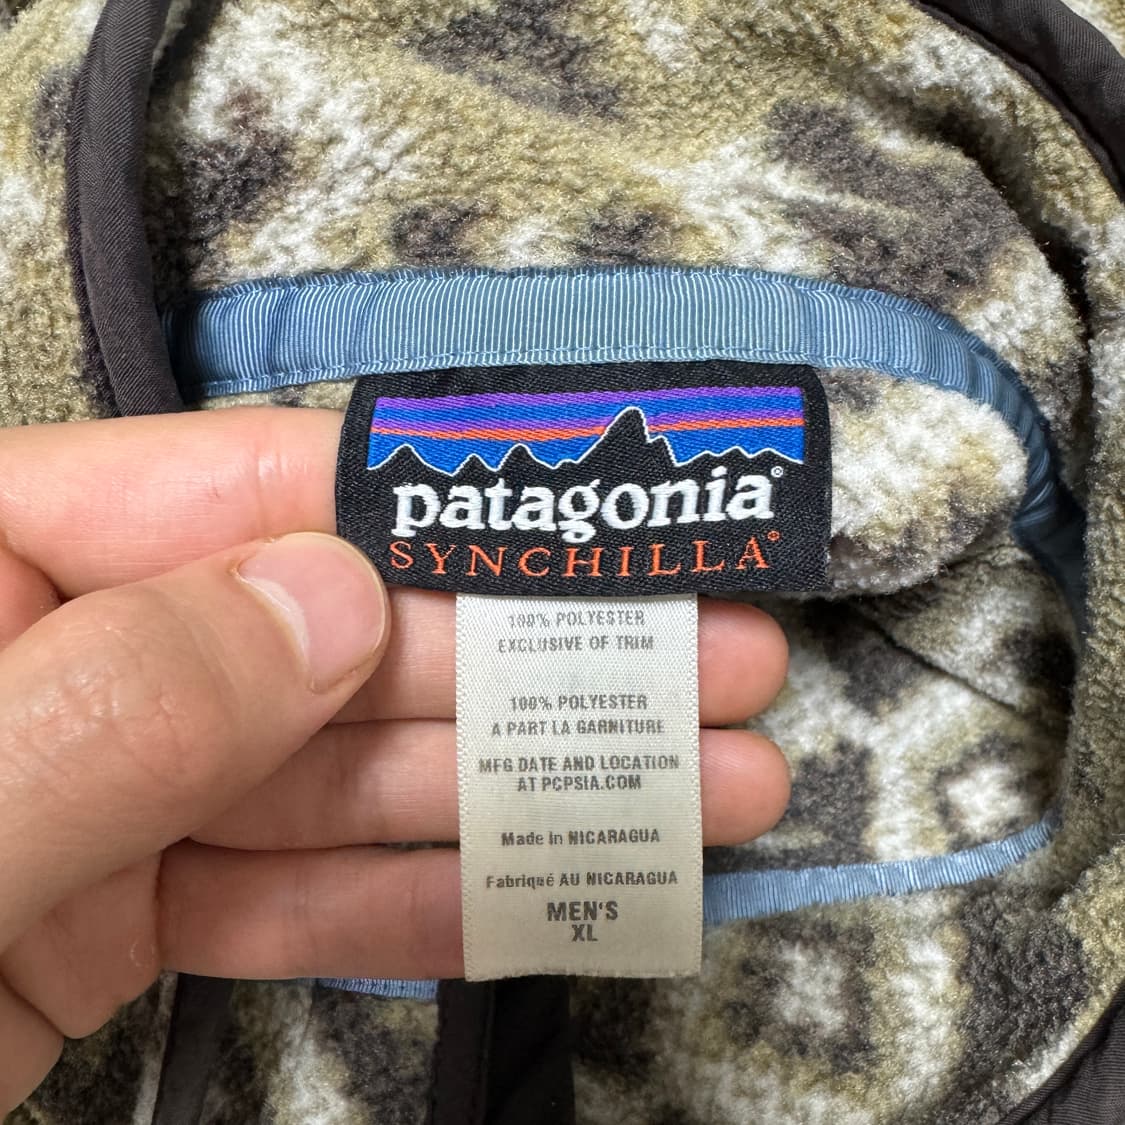 patagonia®
SYNCHILLA®
100% POLYESTER
EXCLUSIVE OF TRIM
100% POLYESTER
A PART LA GARNITURE
MFG DATE AND LOCATION
AT PCPSIA.COM
Made in NICARAGUA
Fabriqué AU NICARAGUA
MEN'S
XL